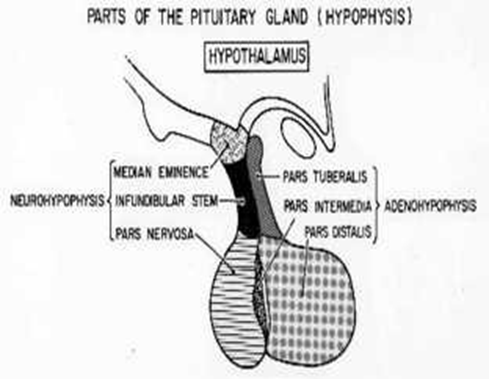 PARTS OF THE PITUITARY GLAND (HYPOPHYSIS)
HYPOTHALAMUS
MEDIAN EMINENCE
NEUROHYPOPHYSIS
INFUNDIBULAR STEM
PARS NERVOSA
PARS TUBERALIS
PARS INTERMEDIA
ADENOHYPOPHYSIS
PARS DISTALIS